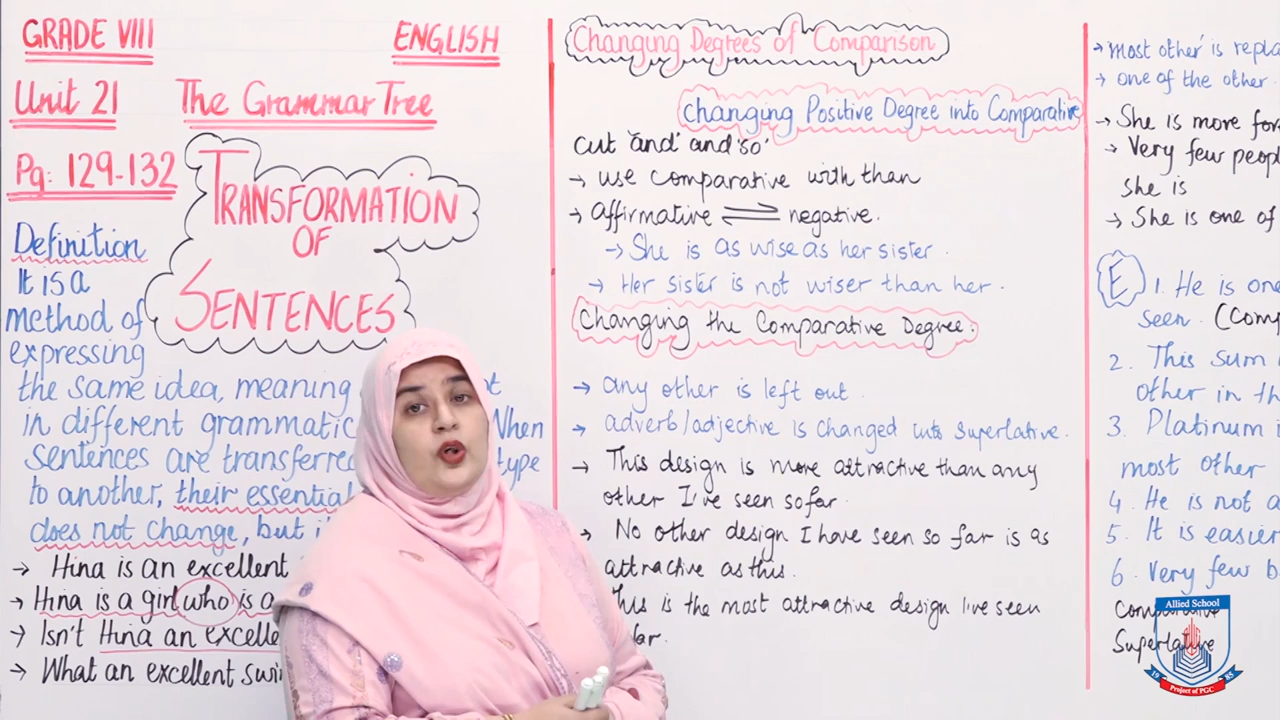 GRADE VIII
ENGLISH
Unit 21 The Grammar Tree
Pg: 129-132
TRANSFORMATION
OF
SENTENCES
Definition
It is a
method of
expressing
the same idea, meaning
in different grammatic
When
sentences are transferre
type
to another, their essential
does not change, but i
→ Hina is an excellent
→ Hina is a girl who is a
→ Isn't Hina an excelle
→ What an excellent swi
Changing Degrees of Comparison
Changing Positive Degree into Comparative
cut 'and' and 'so'
→ use comparative with than
→ affirmative ⇌ negative.
→ She is as wise as her sister.
→ Her sister is not wiser than her.
Changing the Comparative Degree:
→ any other is left out.
→ adverb/adjective is changed into superlative.
→ This design is more attractive than any
other I've seen so far.
→ No other design I have seen so far is as
attractive as this.
This is the most attractive design I've seen
far.
→ 'most other' is repla
→ one of the other
→ She is more for
→ Very few peopl
she is
→ She is one of
E 1. He is one
seen. (Comp
2. This sum
other in th
3. Platinum i
most other
4. He is not a
5. It is easier
6. Very few b
Comparative
Superlative
Allied School
19 85
Project of PGC